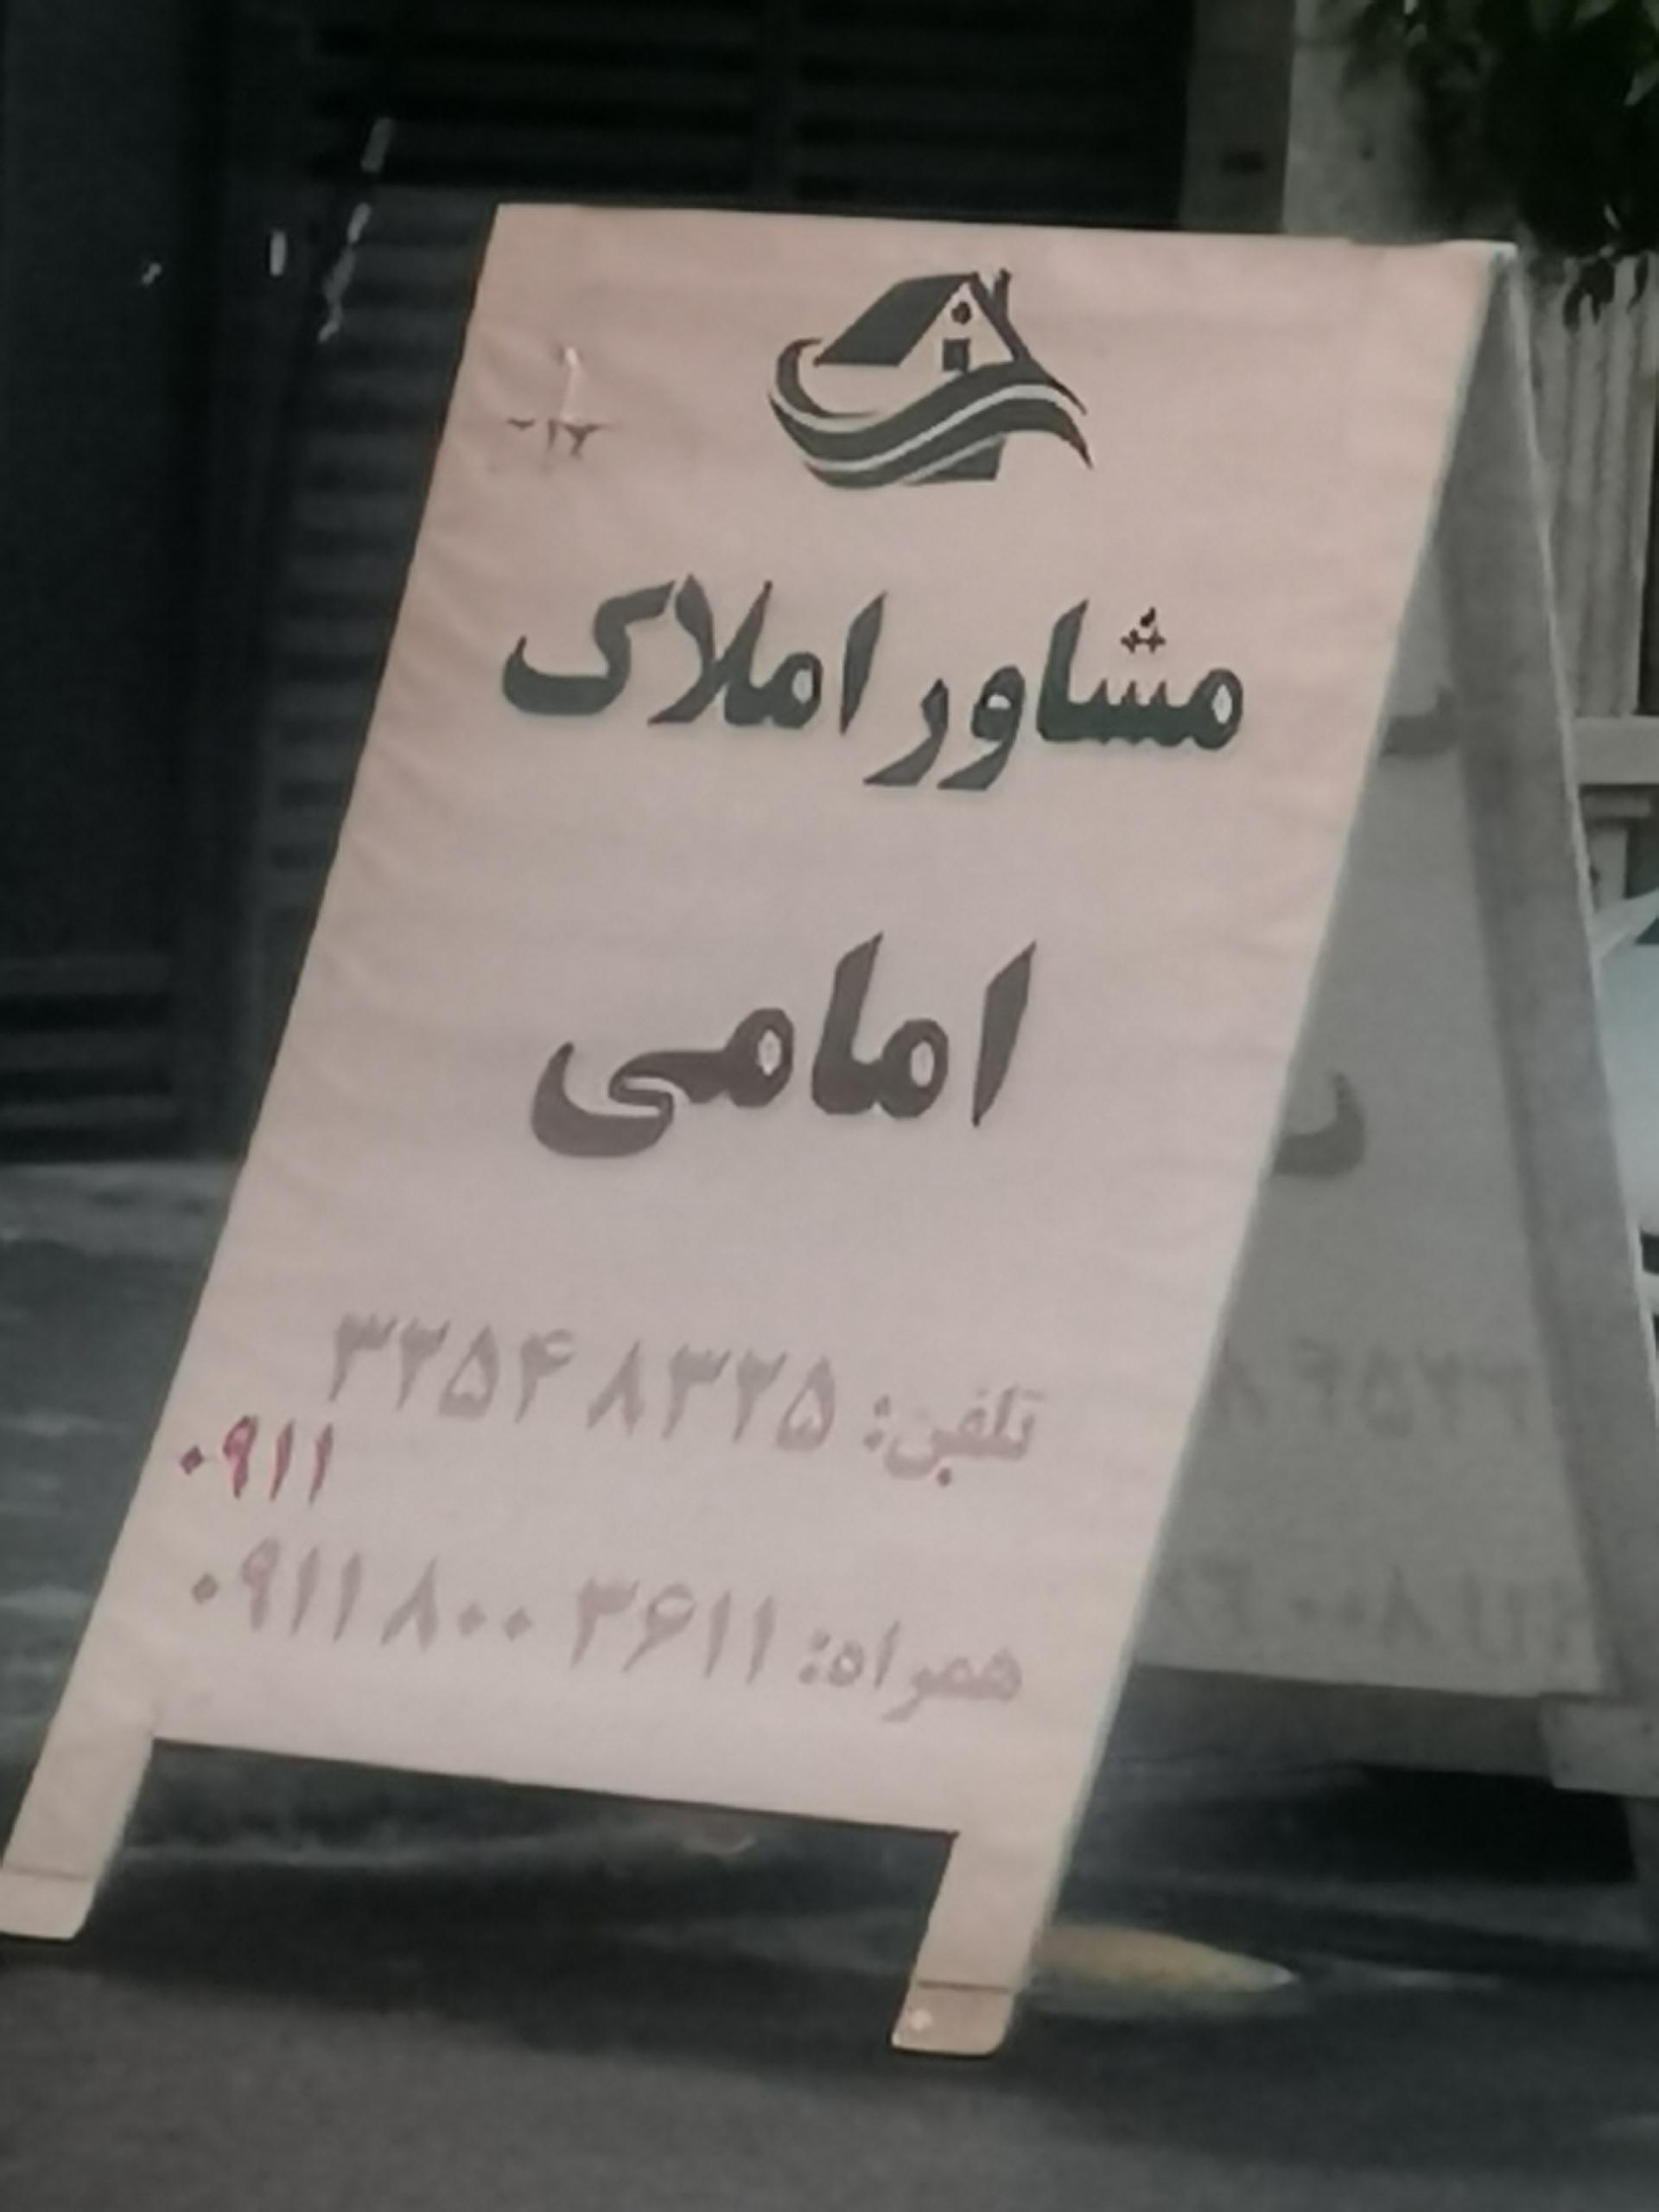 مشاور املاک
امامی
تلفن: ۳۲۵۴۸۳۲۵
۰۹۱۱
همراه: ۰۹۱۱۸۰۰۳۶۱۱